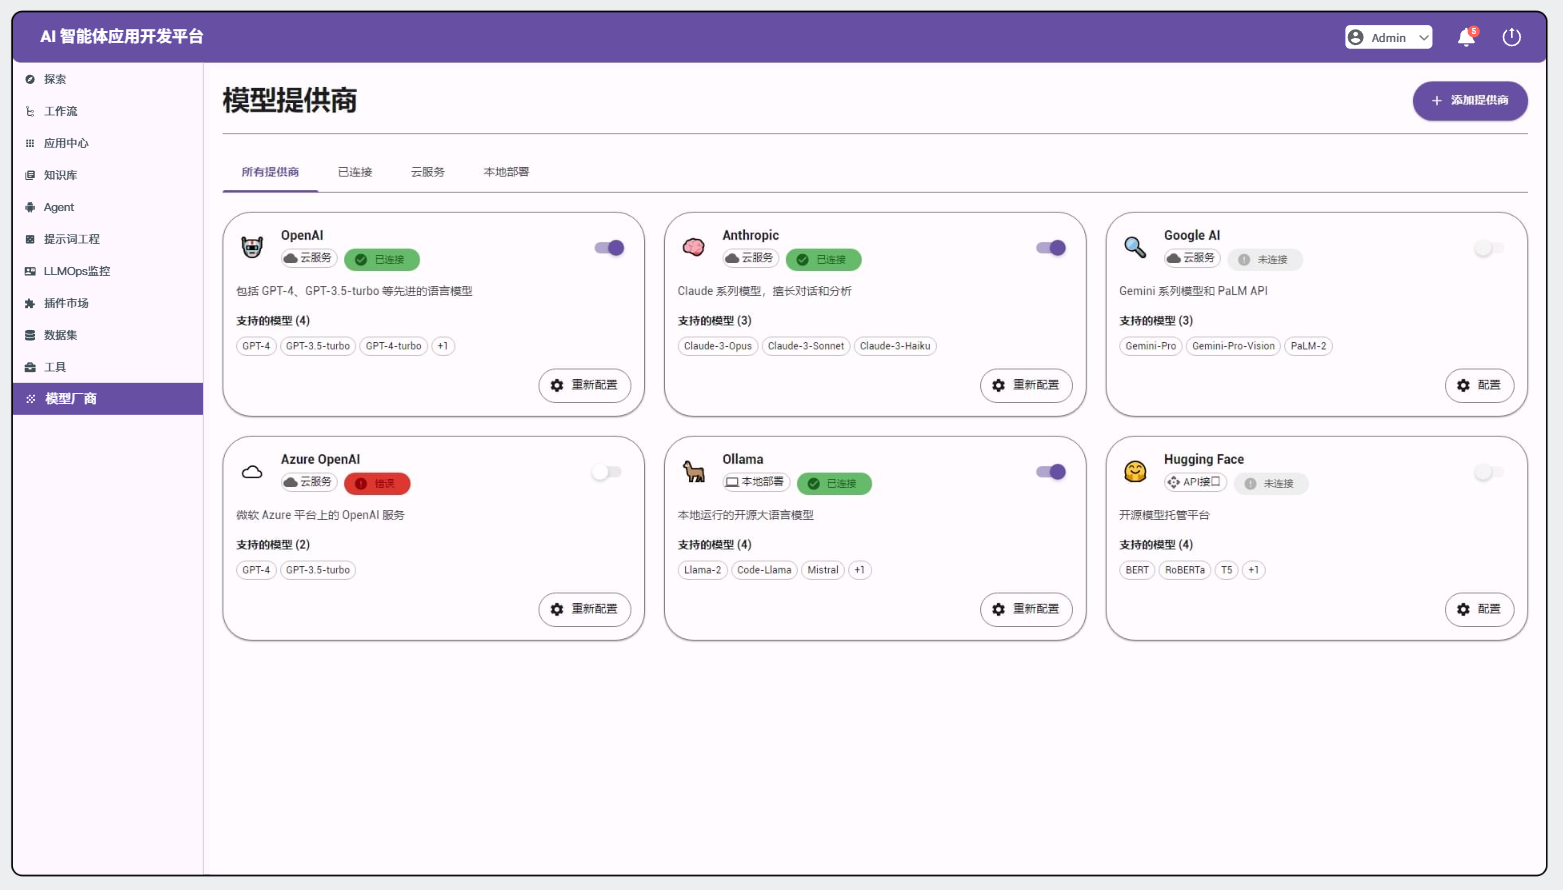 AI 智能体应用开发平台
Admin
5
探索
工作流
应用中心
知识库
Agent
提示词工程
LLMOps监控
插件市场
数据集
工具
模型厂商
模型提供商
+ 添加提供商
所有提供商 已连接 云服务 本地部署
OpenAI
云服务 已连接
包括 GPT-4、GPT-3.5-turbo 等先进的语言模型
支持的模型 (4)
GPT-4 GPT-3.5-turbo GPT-4-turbo +1
重新配置
Anthropic
云服务 已连接
Claude 系列模型，擅长对话和分析
支持的模型 (3)
Claude-3-Opus Claude-3-Sonnet Claude-3-Haiku
重新配置
Google AI
云服务 未连接
Gemini 系列模型和 PaLM API
支持的模型 (3)
Gemini-Pro Gemini-Pro-Vision PaLM-2
配置
Azure OpenAI
云服务 错误
微软 Azure 平台上的 OpenAI 服务
支持的模型 (2)
GPT-4 GPT-3.5-turbo
重新配置
Ollama
本地部署 已连接
本地运行的开源大语言模型
支持的模型 (4)
Llama-2 Code-Llama Mistral +1
重新配置
Hugging Face
API接口 未连接
开源模型托管平台
支持的模型 (4)
BERT RoBERTa T5 +1
配置